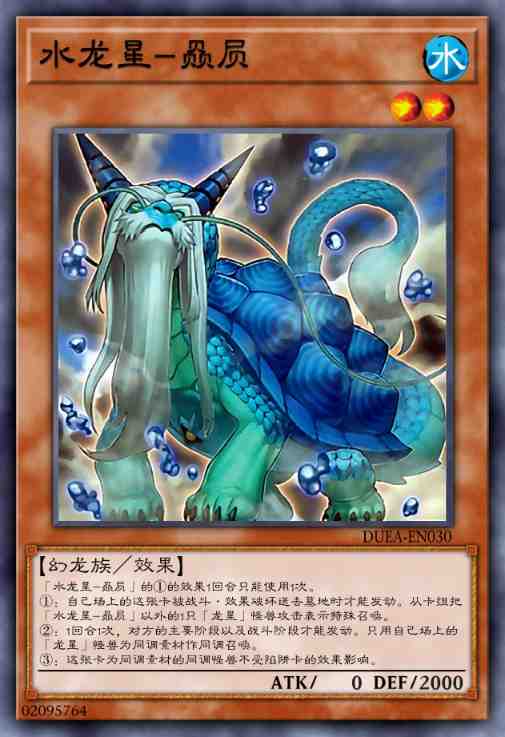 水龙星-赑屃
水
DUEA-EN030
【幻龙族／效果】
「水龙星-赑屃」的①的效果1回合只能使用1次。
①：自己场上的这张卡被战斗·效果破坏送去墓地时才能发动。从卡组把
「水龙星-赑屃」以外的1只「龙星」怪兽攻击表示特殊召唤。
②：1回合1次，对方的主要阶段以及战斗阶段才能发动。只用自己场上的
「龙星」怪兽为同调素材作同调召唤。
③：这张卡为同调素材的同调怪兽不受陷阱卡的效果影响。
ATK/ 0 DEF/2000
02095764